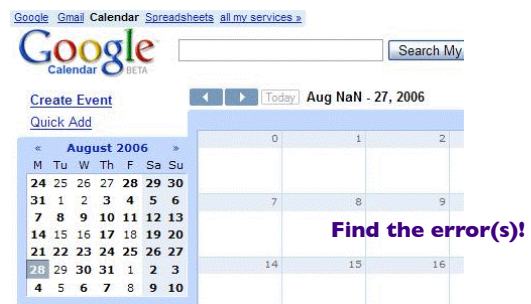 Google Gmail Calendar Spreadsheets all my services »
Google
Calendar BETA
Search My
Create Event
Quick Add
Today Aug NaN - 27, 2006
« August 2006 »
M Tu W Th F Sa Su
24 25 26 27 28 29 30
31 1 2 3 4 5 6
7 8 9 10 11 12 13
14 15 16 17 18 19 20
21 22 23 24 25 26 27
28 29 30 31 1 2 3
4 5 6 7 8 9 10
0 1 2
7 8 9
Find the error(s)!
14 15 16